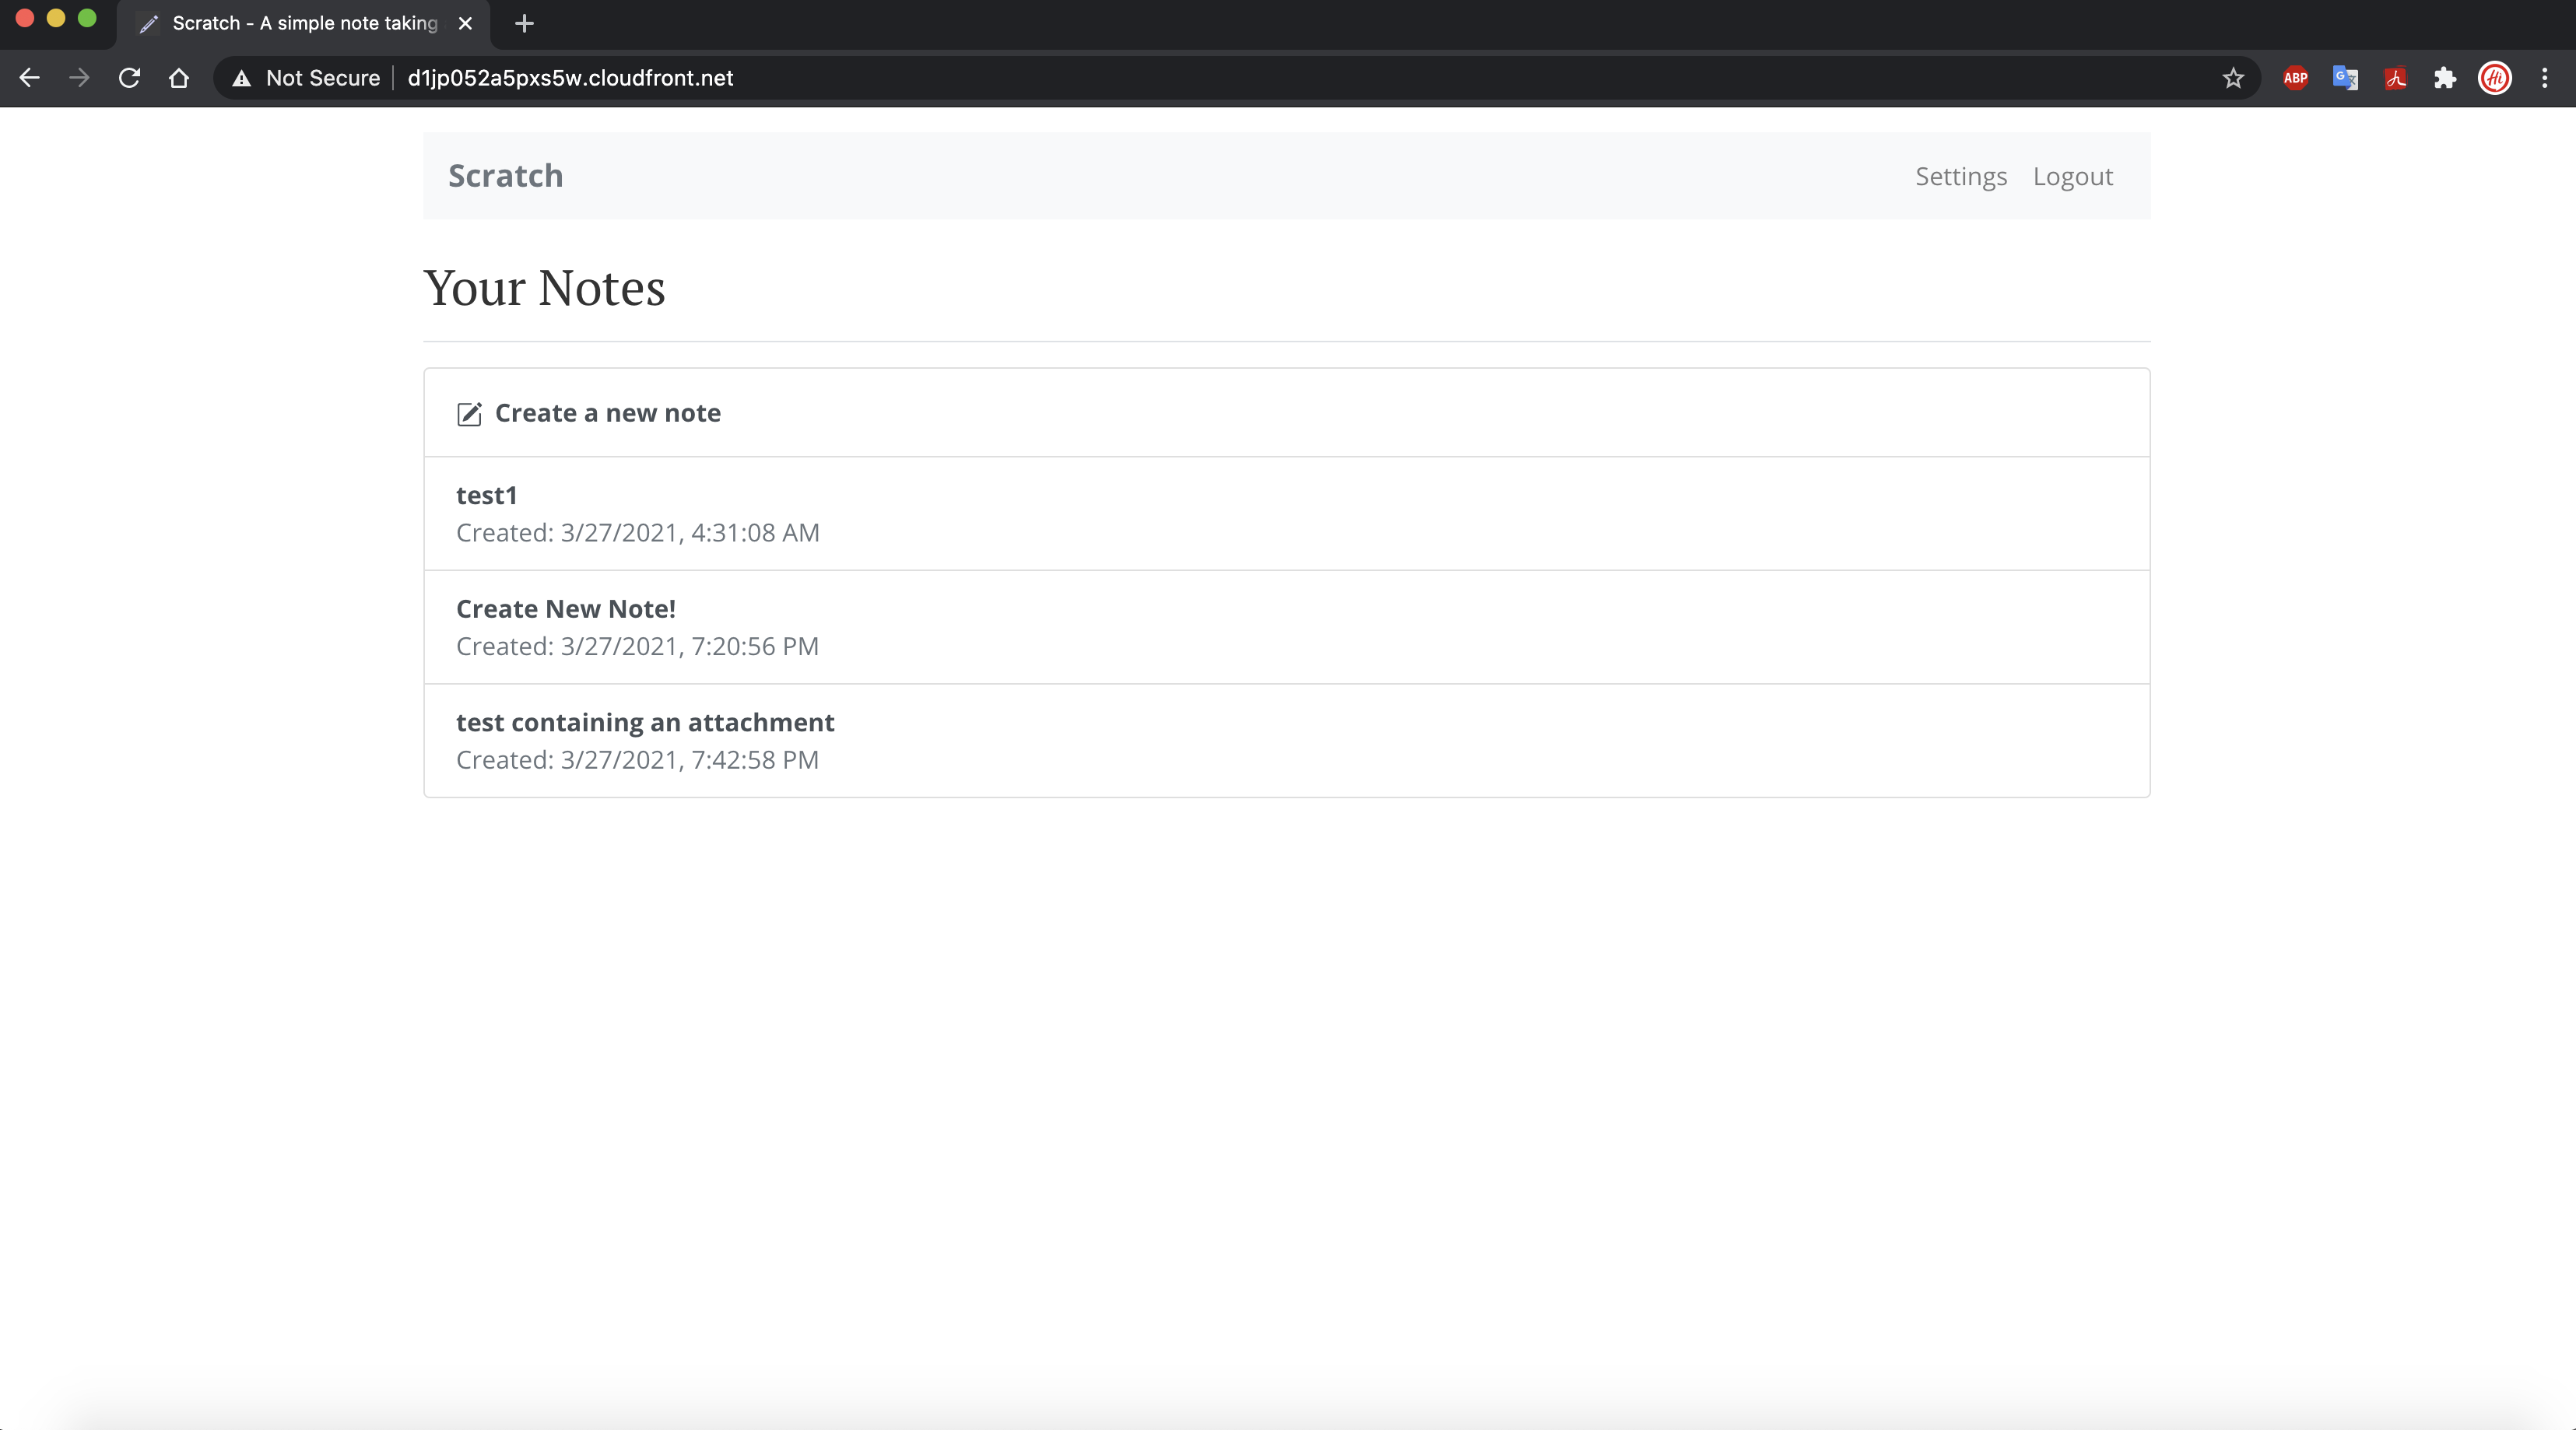 Scratch - A simple note taking
Not Secure d1jp052a5pxs5w.cloudfront.net
ABP
Scratch
Settings Logout
Your Notes
Create a new note
test1
Created: 3/27/2021, 4:31:08 AM
Create New Note!
Created: 3/27/2021, 7:20:56 PM
test containing an attachment
Created: 3/27/2021, 7:42:58 PM